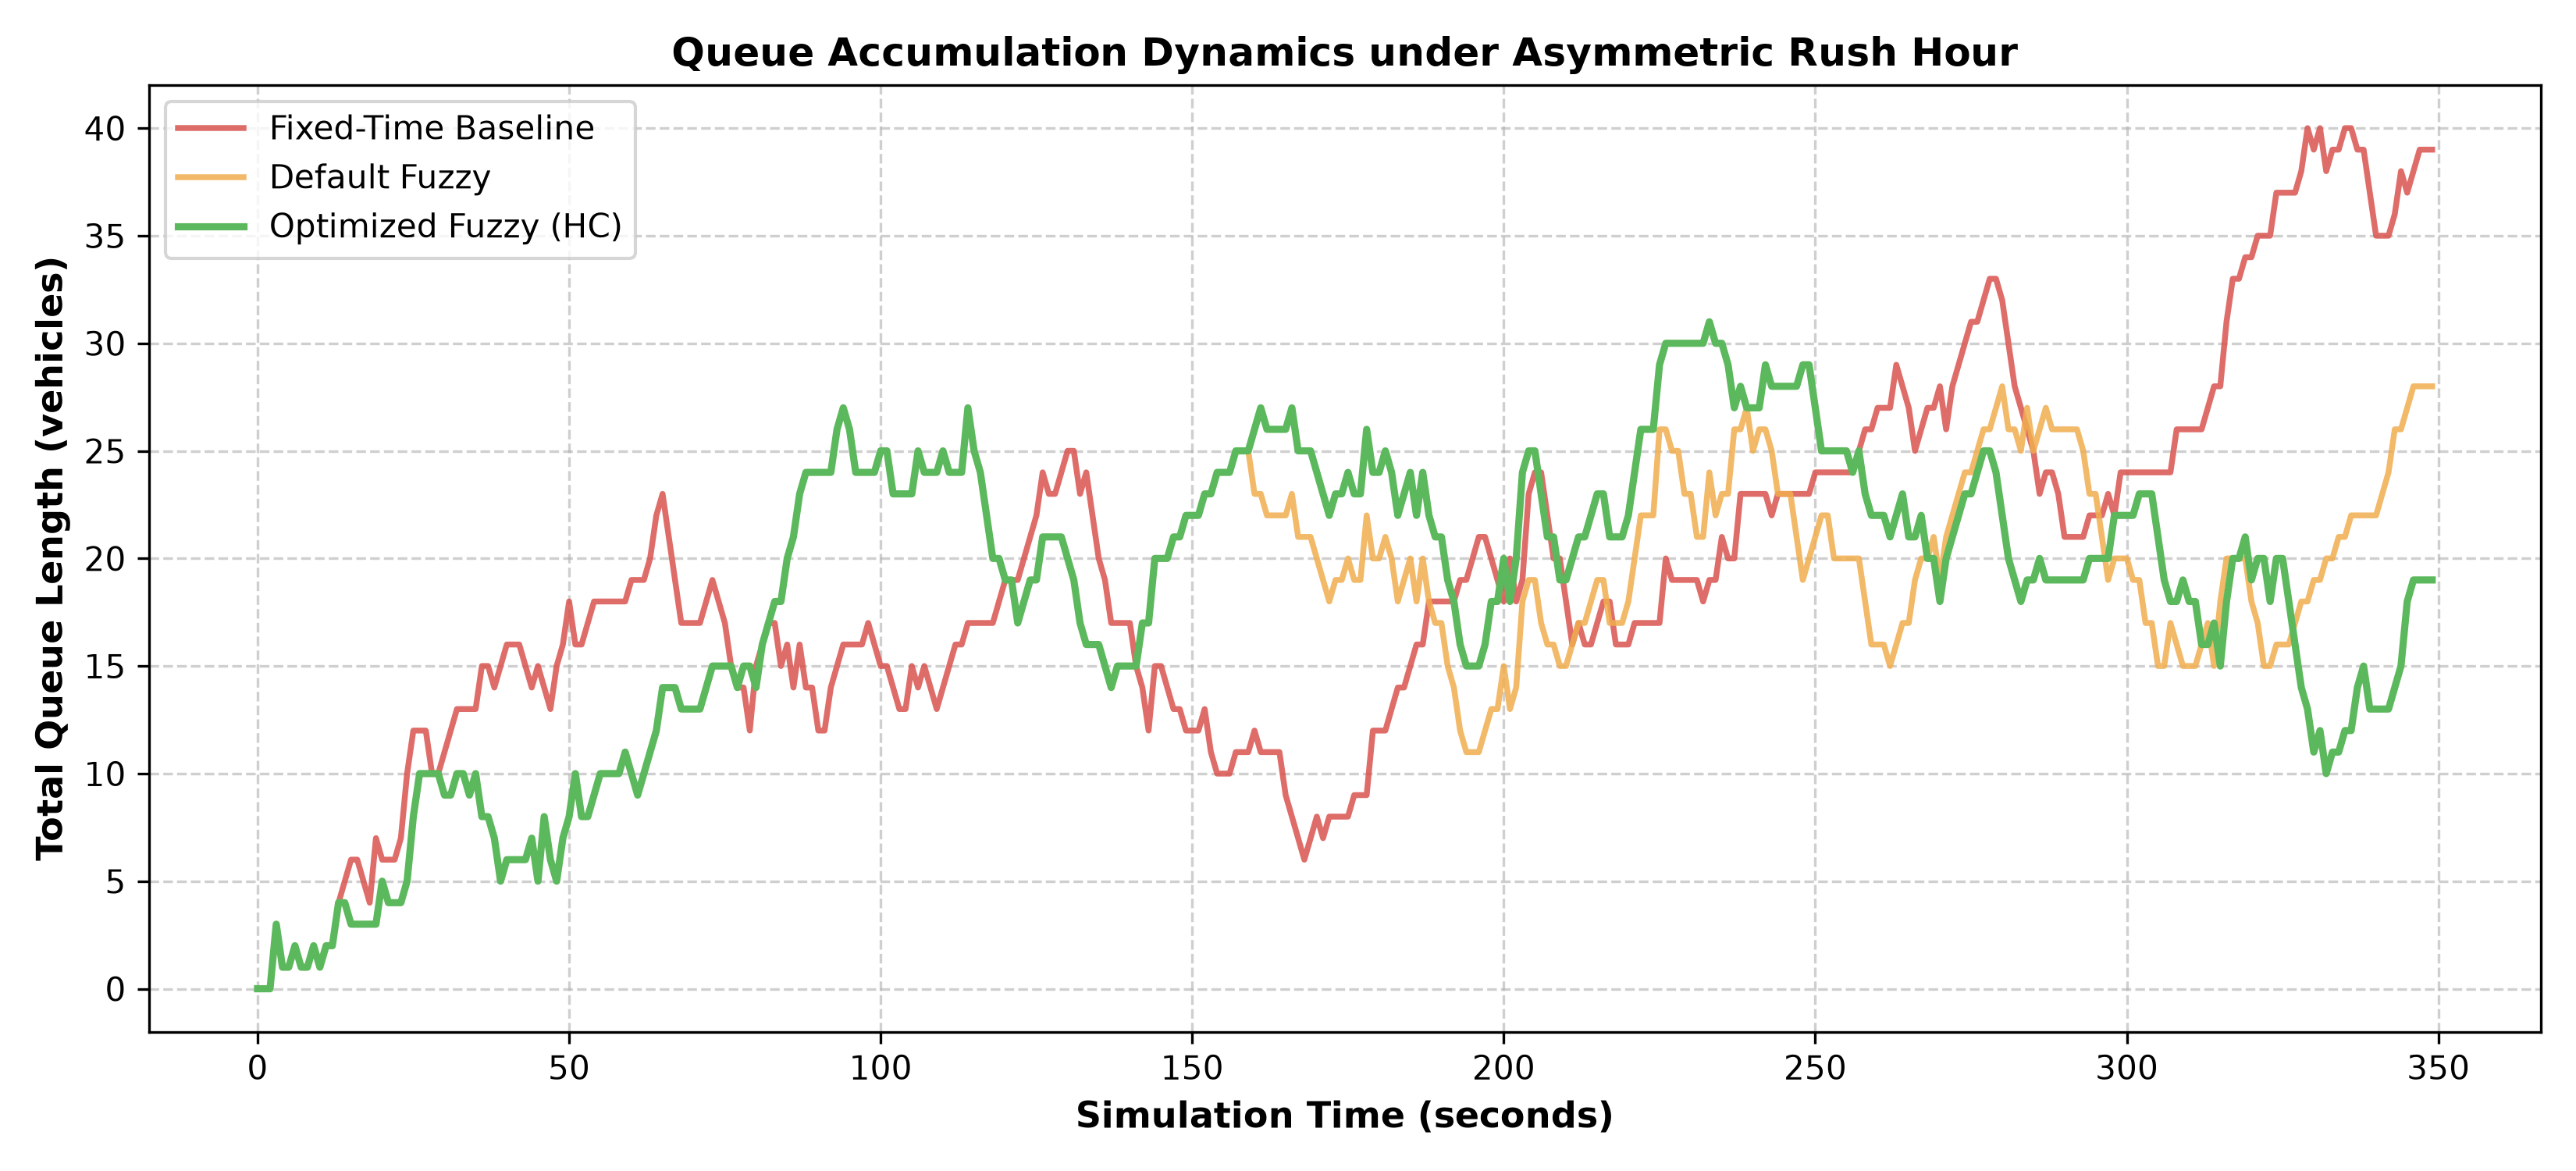 Queue Accumulation Dynamics under Asymmetric Rush Hour
Fixed-Time Baseline
Default Fuzzy
Optimized Fuzzy (HC)
Total Queue Length (vehicles)
40
35
30
25
20
15
10
5
0
0 50 100 150 200 250 300 350
Simulation Time (seconds)